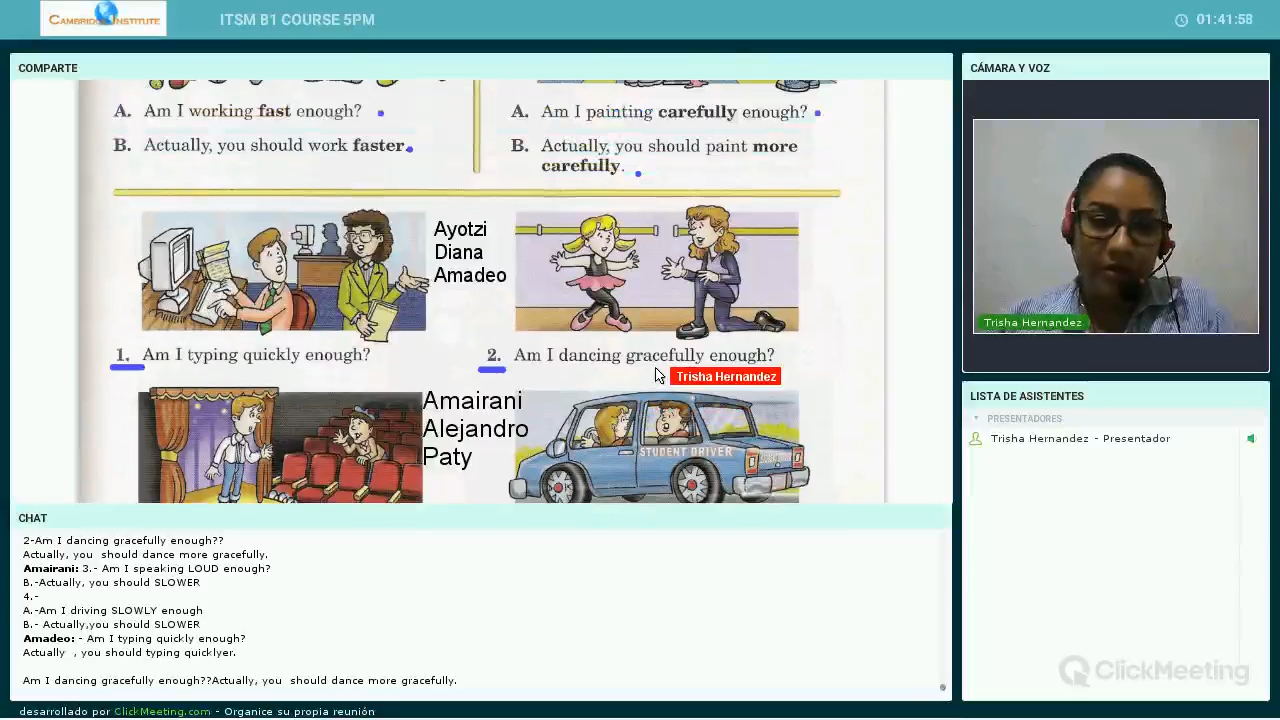 CAMBRIDGE INSTITUTE
ITSM B1 COURSE 5PM
01:41:58
COMPARTE
A. Am I working fast enough?
B. Actually, you should work faster.
A. Am I painting carefully enough?
B. Actually, you should paint more
carefully.
Ayotzi
Diana
Amadeo
1. Am I typing quickly enough?
2. Am I dancing gracefully enough?
Trisha Hernandez
Amairani
Alejandro
Paty
STUDENT DRIVER
CHAT
2-Am I dancing gracefully enough??
Actually, you should dance more gracefully.
Amairani: 3.- Am I speaking LOUD enough?
B.-Actually, you should SLOWER
4.-
A.-Am I driving SLOWLY enough
B.- Actually,you should SLOWER
Amadeo: - Am I typing quickly enough?
Actually , you should typing quicklyer.
Am I dancing gracefully enough??Actually, you should dance more gracefully.
CÁMARA Y VOZ
Trisha Hernandez
LISTA DE ASISTENTES
PRESENTADORES
Trisha Hernandez - Presentador
ClickMeeting
desarrollado por ClickMeeting.com - Organice su propia reunión